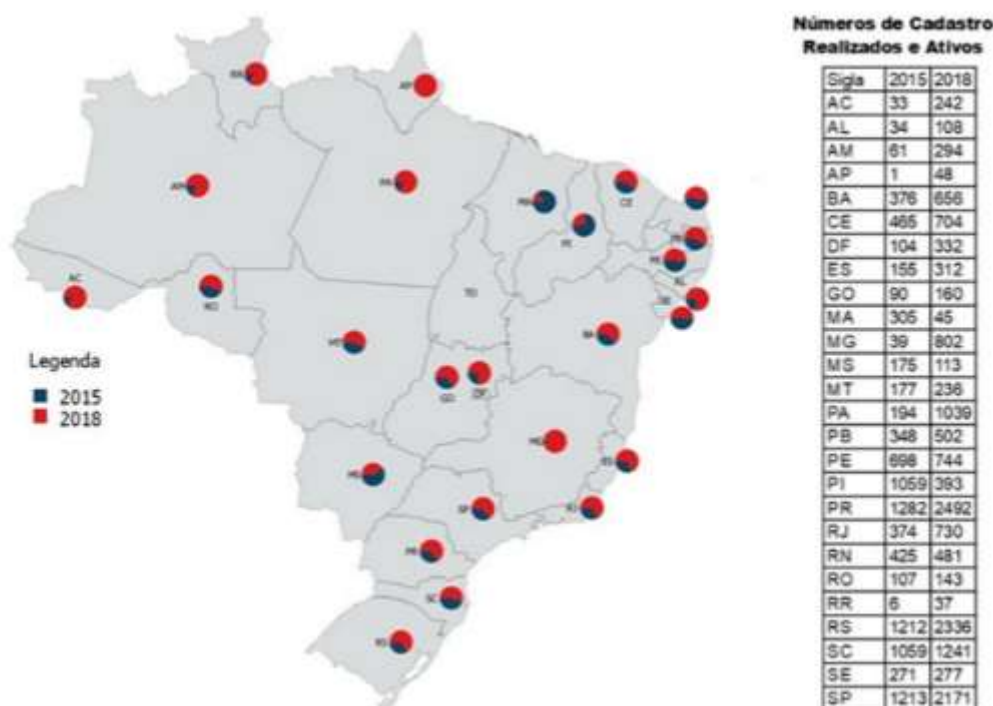 AC
CE
AL
TO
GO
DF
RO
Legenda
2015
2018
SP
SC
RS
Números de Cadastro
Realizados e Ativos
Sigla 2015 2018
AC 33 242
AL 34 108
AM 61 294
AP 1 48
BA 376 656
CE 465 704
DF 104 332
ES 155 312
GO 90 160
MA 305 45
MG 39 802
MS 175 113
MT 177 236
PA 194 1039
PB 348 502
PE 698 744
PI 1059 393
PR 1282 2492
RJ 374 730
RN 425 481
RO 107 143
RR 6 37
RS 1212 2336
SC 1059 1241
SE 271 277
SP 1213 2171